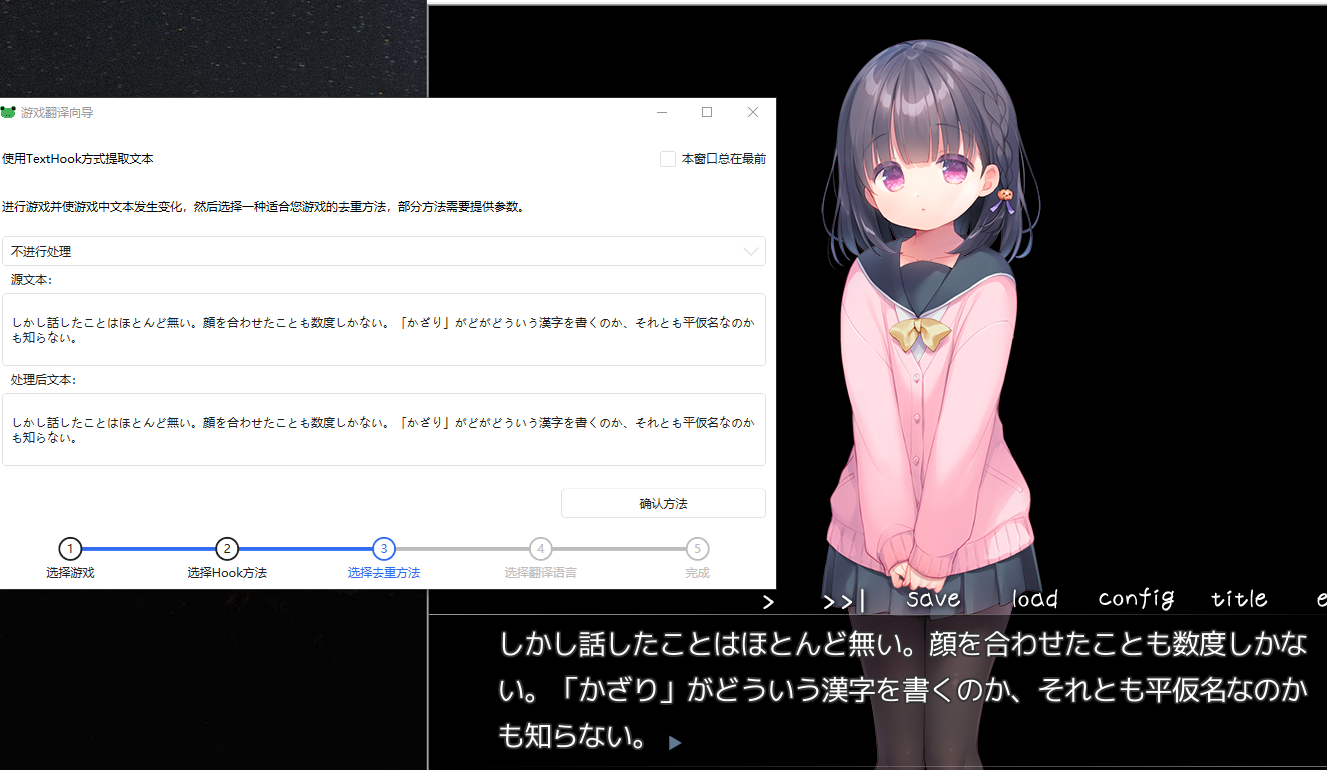 游戏翻译向导
使用TextHook方式提取文本
本窗口总在最前
进行游戏并使游戏中文本发生变化，然后选择一种适合您游戏的去重方法，部分方法需要提供参数。
不进行处理
源文本：
しかし話したことはほとんど無い。顔を合わせたことも数度しかない。「かざり」がどがどういう漢字を書くのか、それとも平仮名なのか
も知らない。
处理后文本：
しかし話したことはほとんど無い。顔を合わせたことも数度しかない。「かざり」がどがどういう漢字を書くのか、それとも平仮名なのか
も知らない。
确认方法
1 2 3 4 5
选择游戏 选择Hook方法 选择去重方法 选择翻译语言 完成
> >>| save load config title e
しかし話したことはほとんど無い。顔を合わせたことも数度しかな
い。「かざり」がどういう漢字を書くのか、それとも平仮名なのか
も知らない。